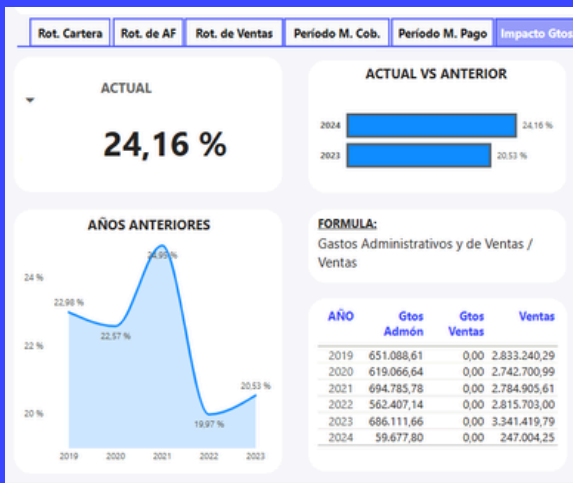 Rot. Cartera Rot. de AF Rot. de Ventas Período M. Cob. Período M. Pago Impacto Gtos
ACTUAL
24,16 %
ACTUAL VS ANTERIOR
2024 24,16 %
2023 20,53 %
AÑOS ANTERIORES
24 %
22 %
20 %
22,98 %
22,57 %
24,95 %
19,97 %
20,53 %
2019 2020 2021 2022 2023
FORMULA:
Gastos Administrativos y de Ventas /
Ventas
AÑO Gtos Admón Gtos Ventas Ventas
2019 651.088,61 0,00 2.833.240,29
2020 619.066,64 0,00 2.742.700,99
2021 694.785,78 0,00 2.784.905,61
2022 562.407,14 0,00 2.815.703,00
2023 686.111,66 0,00 3.341.419,79
2024 59.677,80 0,00 247.004,25